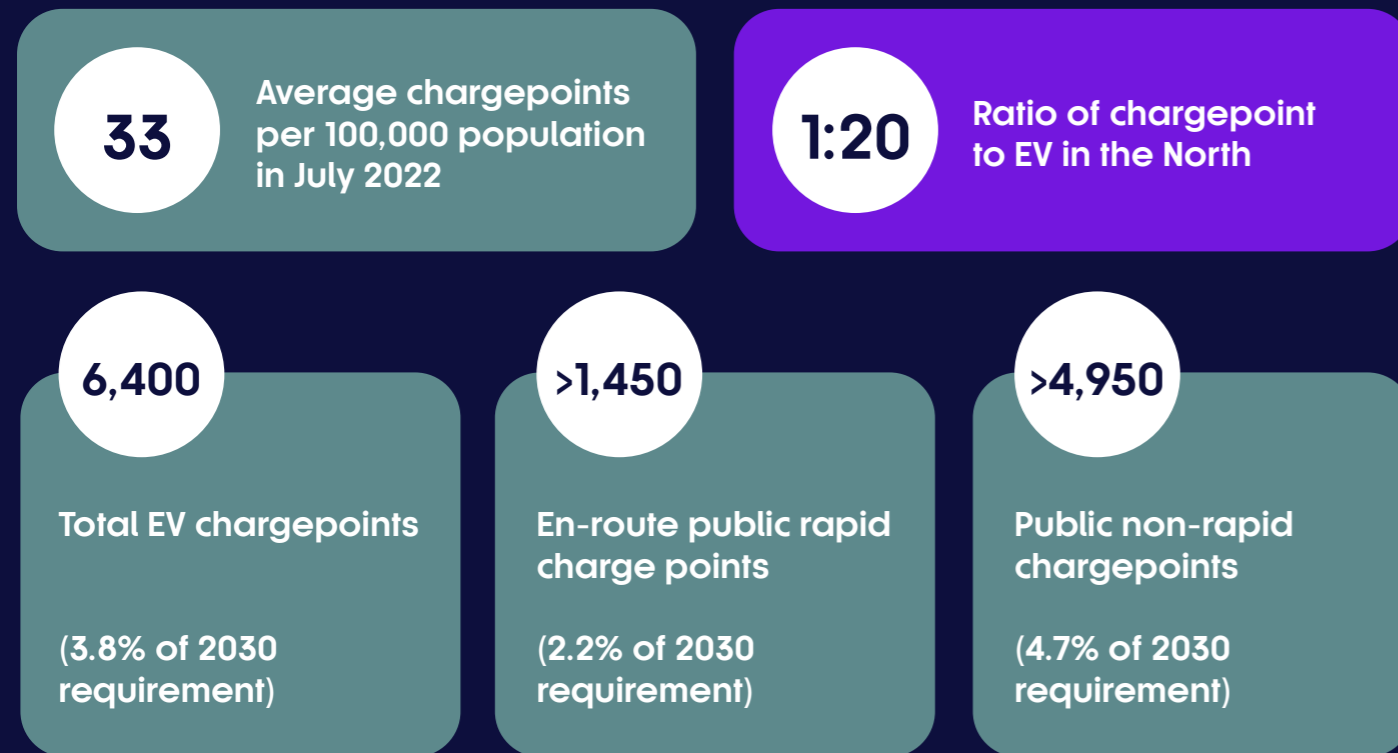 33
Average chargepoints
per 100,000 population
in July 2022
1:20
Ratio of chargepoint
to EV in the North
6,400
Total EV chargepoints
(3.8% of 2030
requirement)
>1,450
En-route public rapid
charge points
(2.2% of 2030
requirement)
>4,950
Public non-rapid
chargepoints
(4.7% of 2030
requirement)